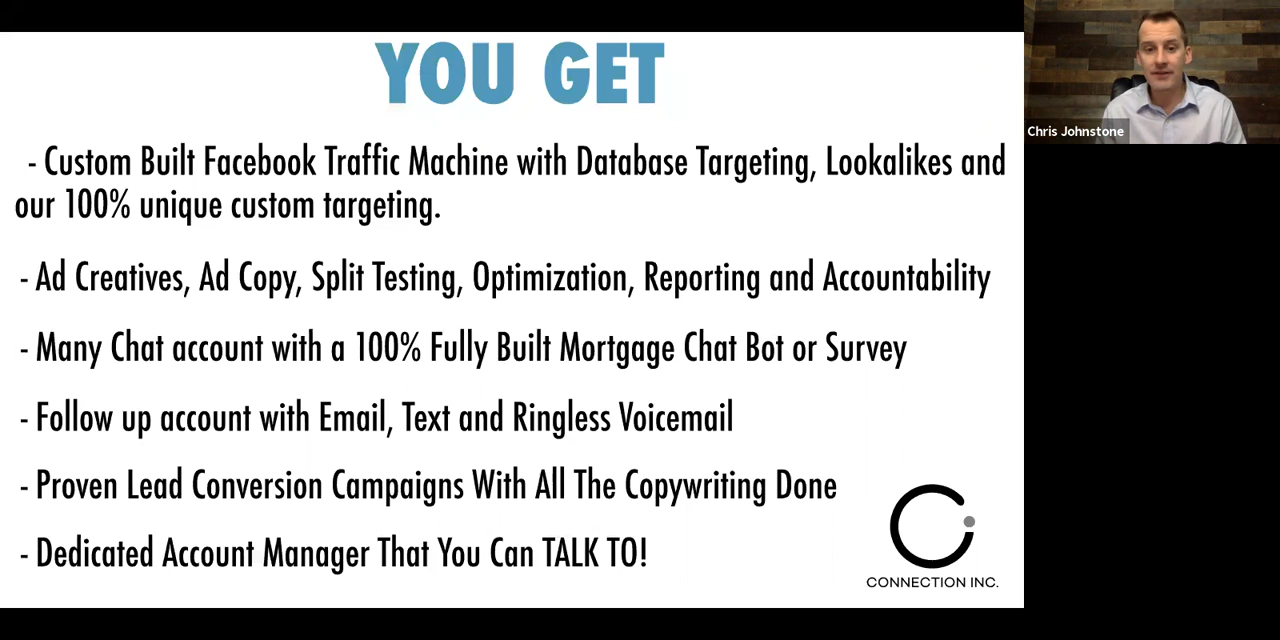 YOU GET
- Custom Built Facebook Traffic Machine with Database Targeting, Lookalikes and
our 100% unique custom targeting.
- Ad Creatives, Ad Copy, Split Testing, Optimization, Reporting and Accountability
- Many Chat account with a 100% Fully Built Mortgage Chat Bot or Survey
- Follow up account with Email, Text and Ringless Voicemail
- Proven Lead Conversion Campaigns With All The Copywriting Done
- Dedicated Account Manager That You Can TALK TO!
CONNECTION INC.
Chris Johnstone